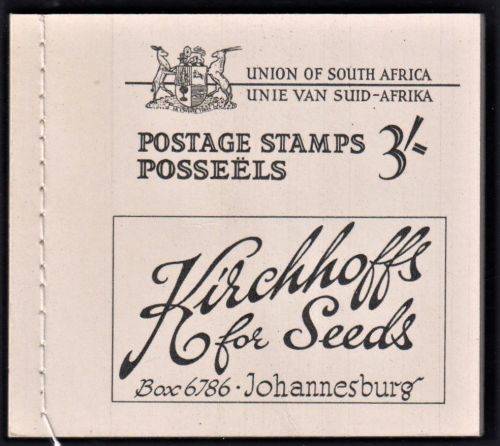 UNION OF SOUTH AFRICA
UNIE VAN SUID-AFRIKA
POSTAGE STAMPS 3/=
POSSEËLS
Kirchhoffs
for Seeds
Box 6786 · Johannesburg